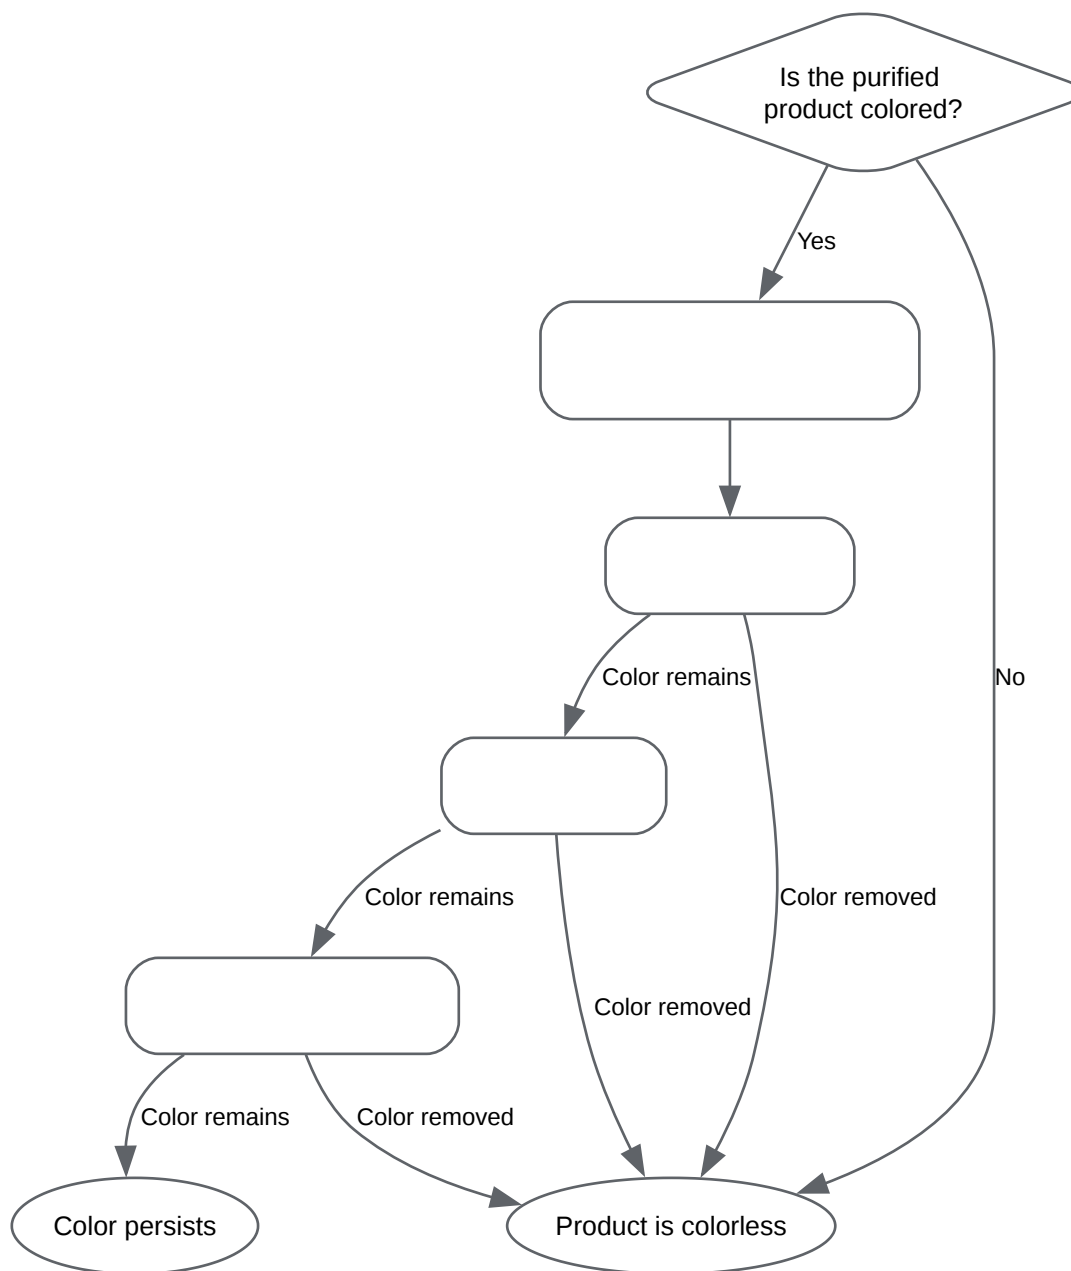 Is the purified
product colored?
Yes
Color remains
No
Color remains
Color removed
Color removed
Color remains
Color removed
Color persists
Product is colorless